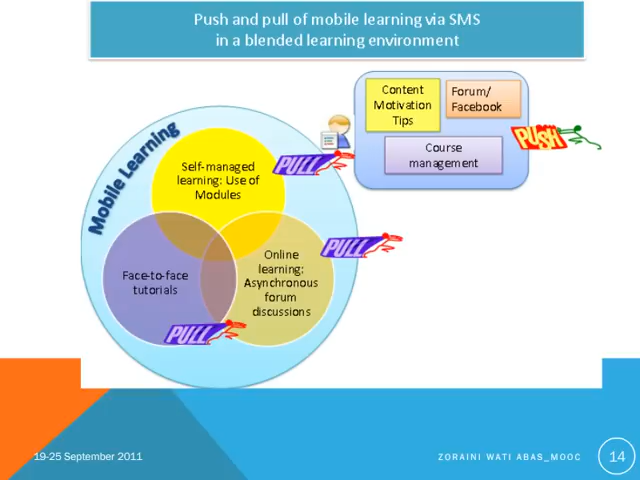 Push and pull of mobile learning via SMS
in a blended learning environment
Content
Motivation
Tips
Forum/
Facebook
PUSH
Course
management
Mobile Learning
Self-managed
learning: Use of
Modules
PULL
PULL
Face-to-face
tutorials
Online
learning:
Asynchronous
forum
discussions
PULL
19-25 September 2011
ZORAINI WATI ABAS_MOOC
14